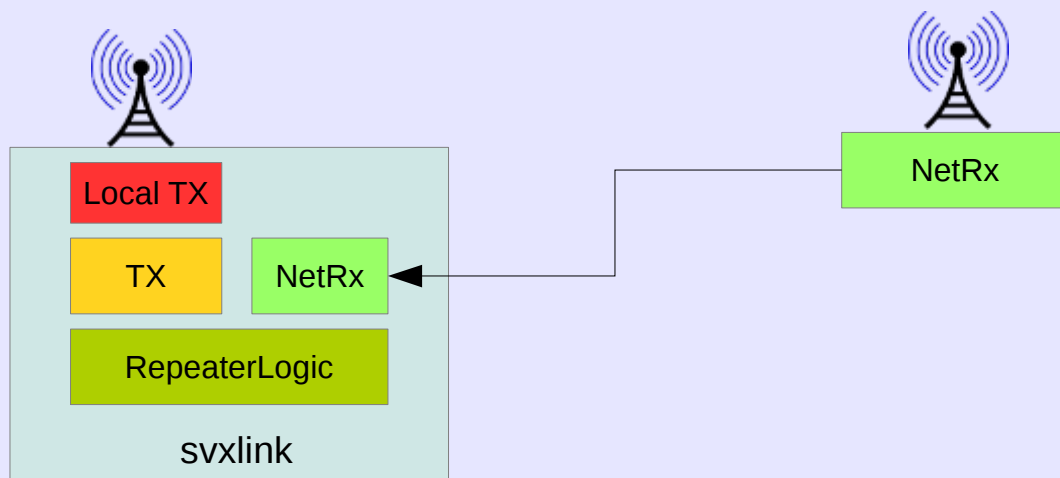 Local TX
NetRx
TX
NetRx
RepeaterLogic
svxlink